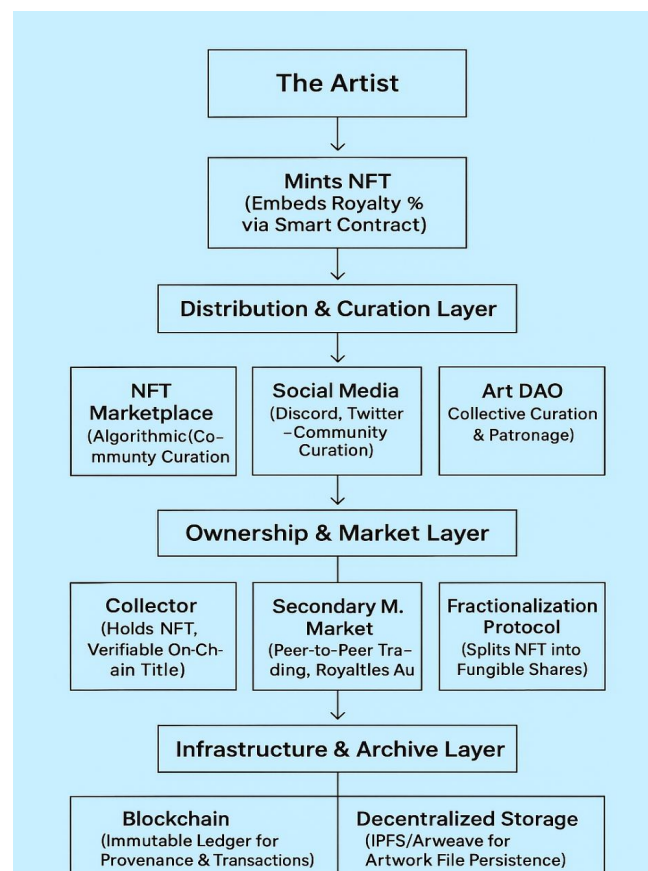 The Artist
Mints NFT
(Embeds Royalty %
via Smart Contract)
Distribution & Curation Layer
NFT
Marketplace
(Algorithmic(Co–
mmunty Curation
Social Media
(Discord, Twitter
–Community
Curation)
Art DAO
Collective Curation
& Patronage)
Ownership & Market Layer
Collector
(Holds NFT,
Verifiable On-Ch-
ain Title)
Secondary M.
Market
(Peer-to-Peer Tra–
ding, Royaltles Au
Fractionalization
Protocol
(Splits NFT into
Fungible Shares)
Infrastructure & Archive Layer
Blockchain
(Immutable Ledger for
Provenance & Transactions)
Decentralized Storage
(IPFS/Arweave for
Artwork File Persistence)